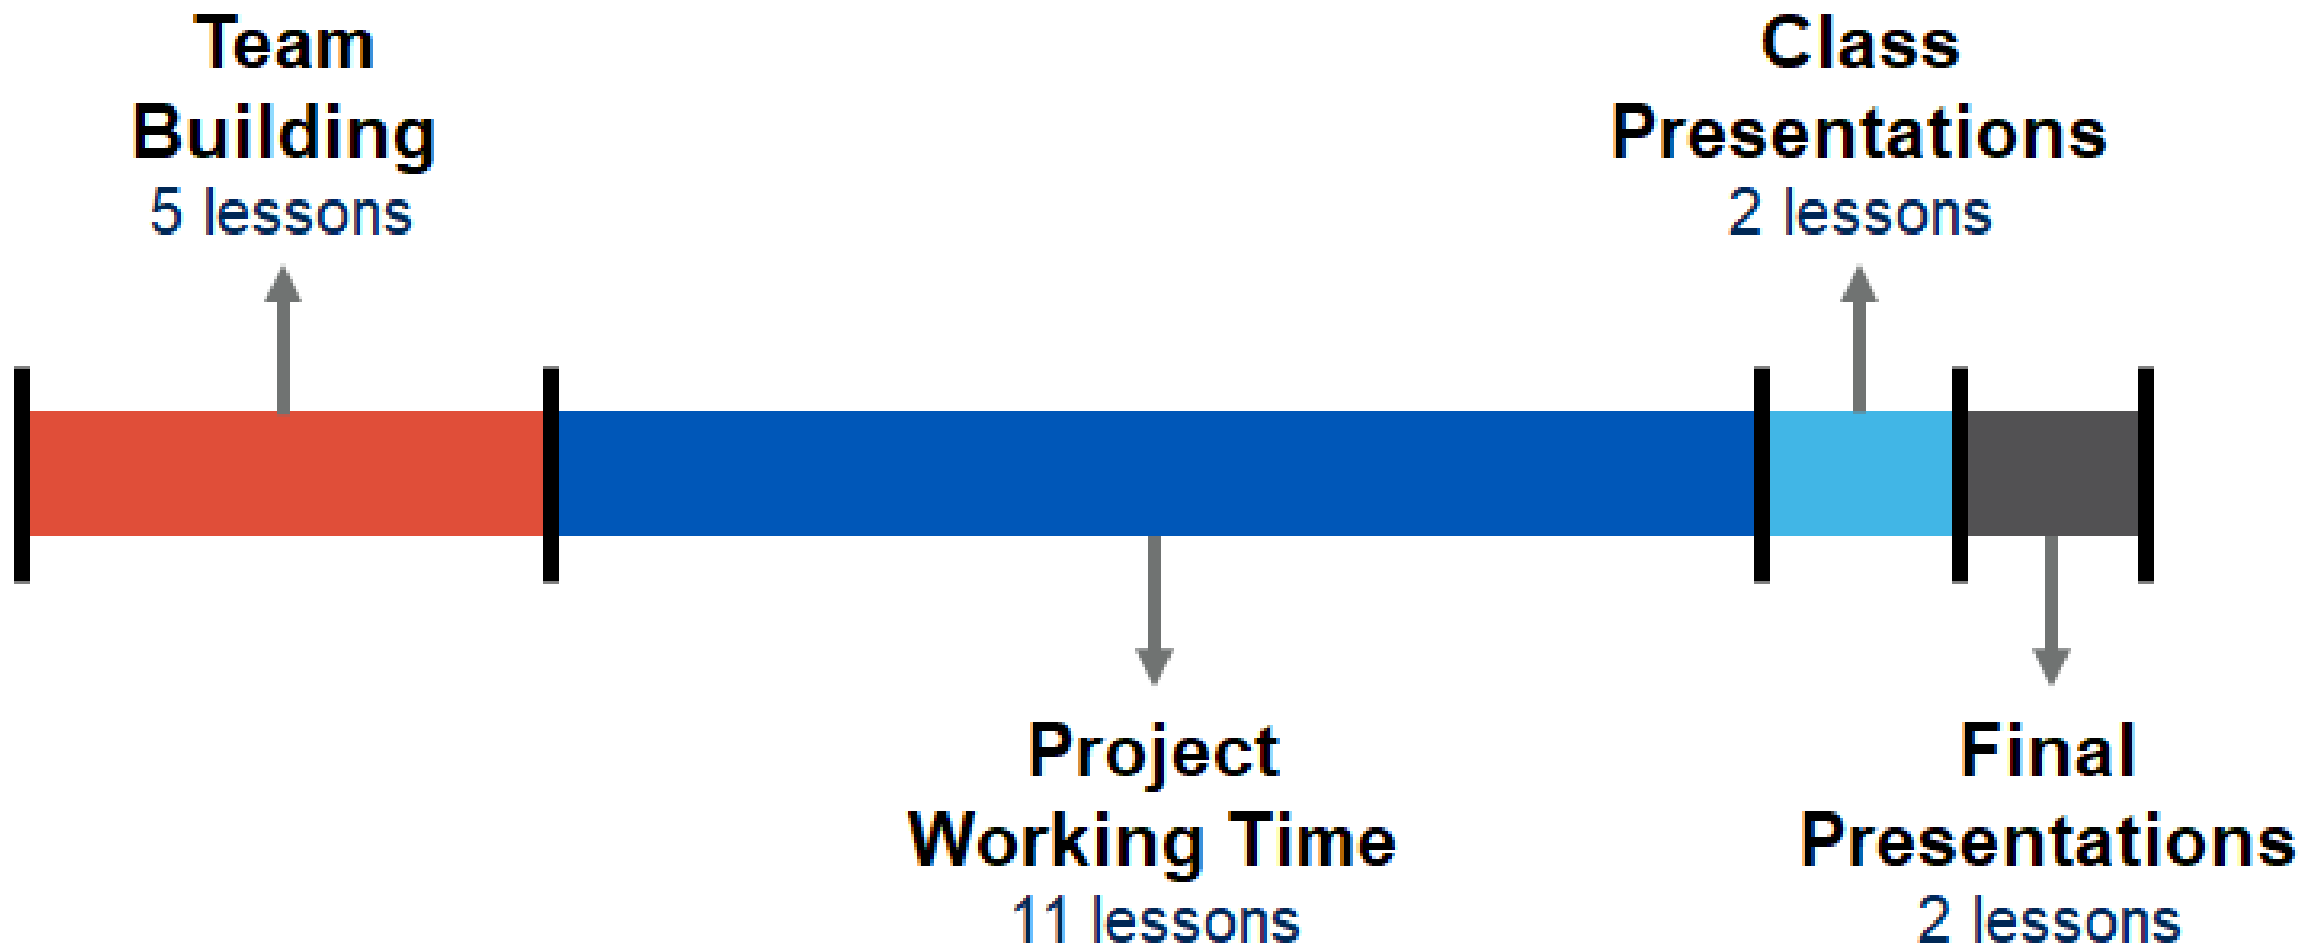 Team
Building
5 lessons
Class
Presentations
2 lessons
Project
Working Time
11 lessons
Final
Presentations
2 lessons